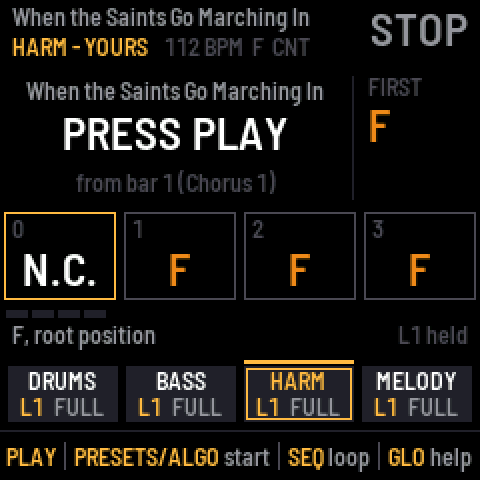 When the Saints Go Marching In
HARM - YOURS 112 BPM F CNT
STOP
When the Saints Go Marching In
PRESS PLAY
from bar 1 (Chorus 1)
FIRST
F
0 1 2 3
N.C. F F F
F, root position L1 held
DRUMS BASS HARM MELODY
L1 FULL L1 FULL L1 FULL L1 FULL
PLAY PRESETS/ALGO start SEQ loop GLO help